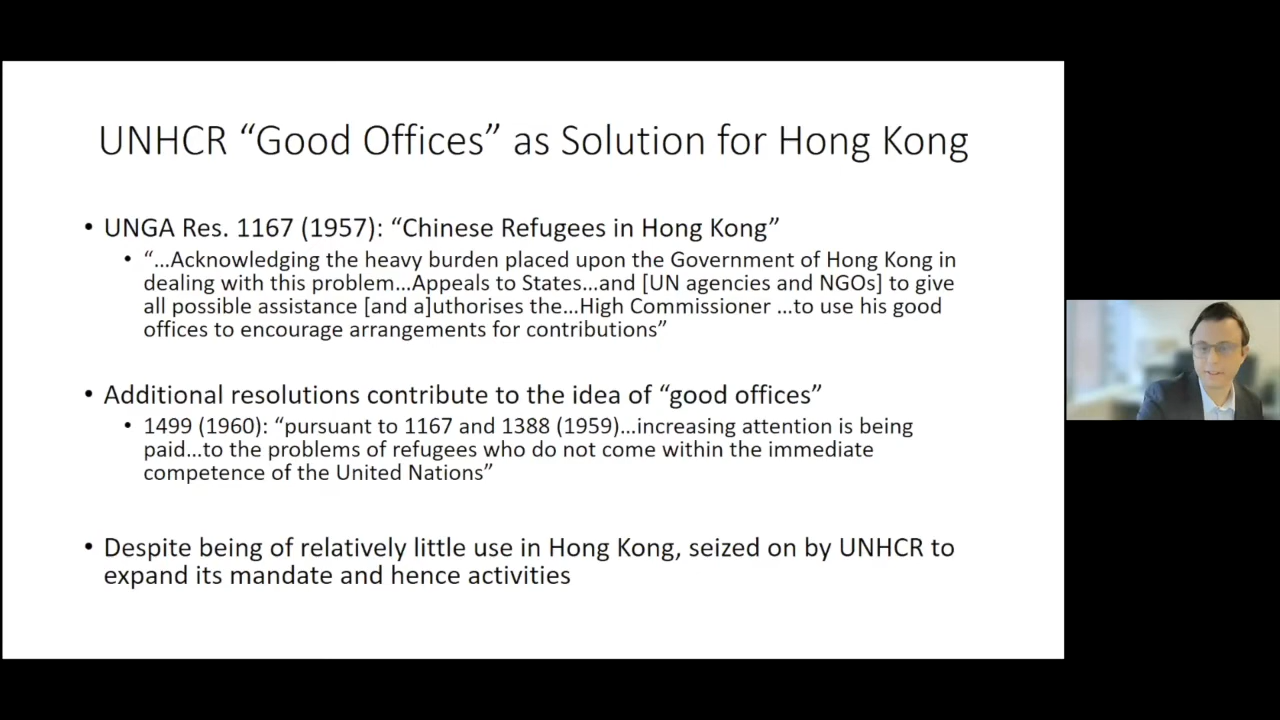 UNHCR “Good Offices” as Solution for Hong Kong
• UNGA Res. 1167 (1957): “Chinese Refugees in Hong Kong”
• “…Acknowledging the heavy burden placed upon the Government of Hong Kong in
dealing with this problem…Appeals to States…and [UN agencies and NGOs] to give
all possible assistance [and a]uthorises the…High Commissioner …to use his good
offices to encourage arrangements for contributions”
• Additional resolutions contribute to the idea of “good offices”
• 1499 (1960): “pursuant to 1167 and 1388 (1959)…increasing attention is being
paid…to the problems of refugees who do not come within the immediate
competence of the United Nations”
• Despite being of relatively little use in Hong Kong, seized on by UNHCR to
expand its mandate and hence activities